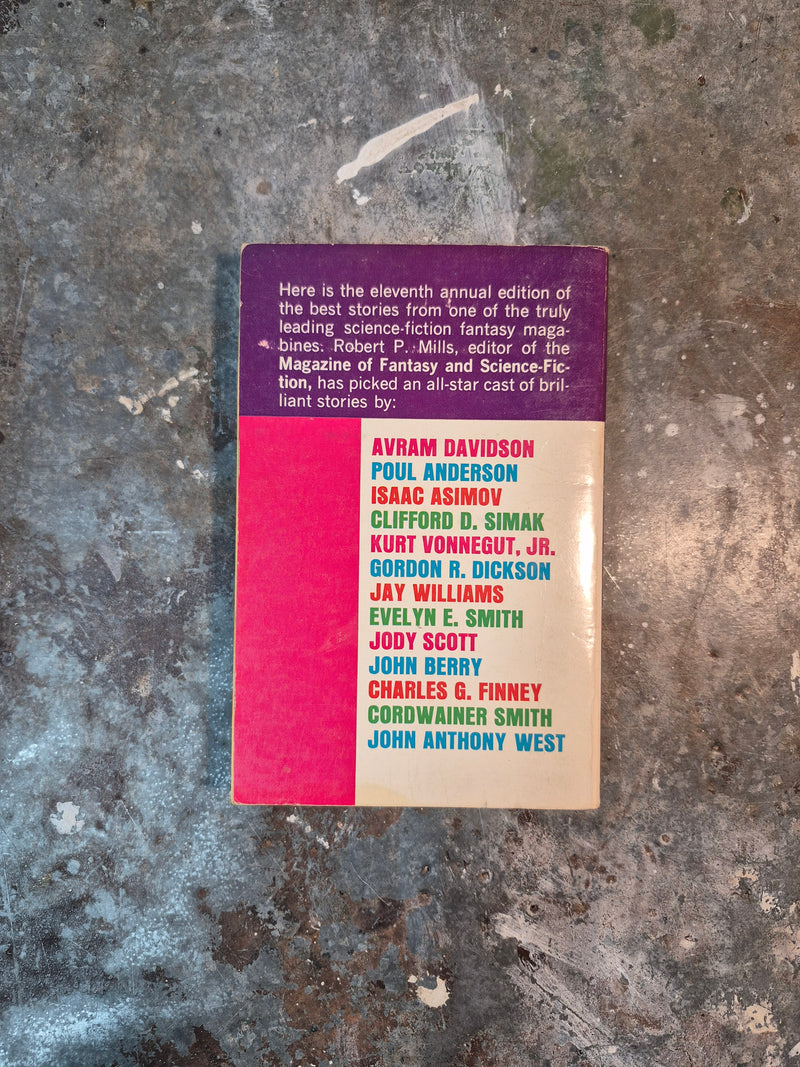 Here is the eleventh annual edition of
the best stories from one of the truly
leading science-fiction fantasy maga-
bines. Robert P. Mills, editor of the
Magazine of Fantasy and Science-Fic-
tion, has picked an all-star cast of bril-
liant stories by:
AVRAM DAVIDSON
POUL ANDERSON
ISAAC ASIMOV
CLIFFORD D. SIMAK
KURT VONNEGUT, JR.
GORDON R. DICKSON
JAY WILLIAMS
EVELYN E. SMITH
JODY SCOTT
JOHN BERRY
CHARLES G. FINNEY
CORDWAINER SMITH
JOHN ANTHONY WEST